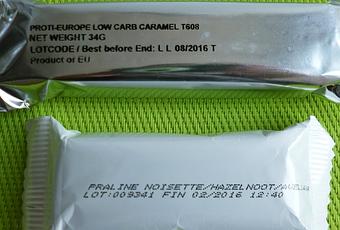 PROTI-EUROPE LOW CARB CARAMEL T608
NET WEIGHT 34G
LOTCODE / Best before End: L L 08/2016 T
Product of EU
PRALINE NOISETTE/HAZELNOOT/
LOT:009341 FIN 02/2016 12:40